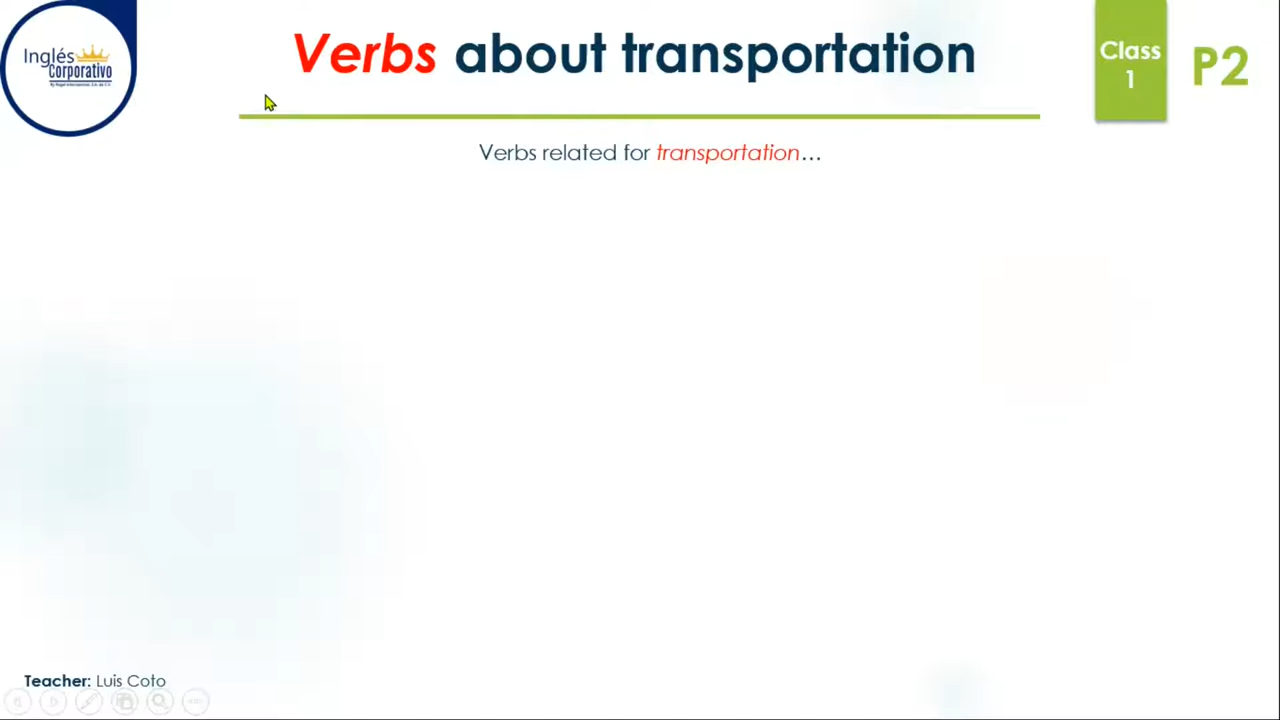 Inglés
Corporativo
Verbs about transportation
Class
1
P2
Verbs related for transportation...
Teacher: Luis Coto